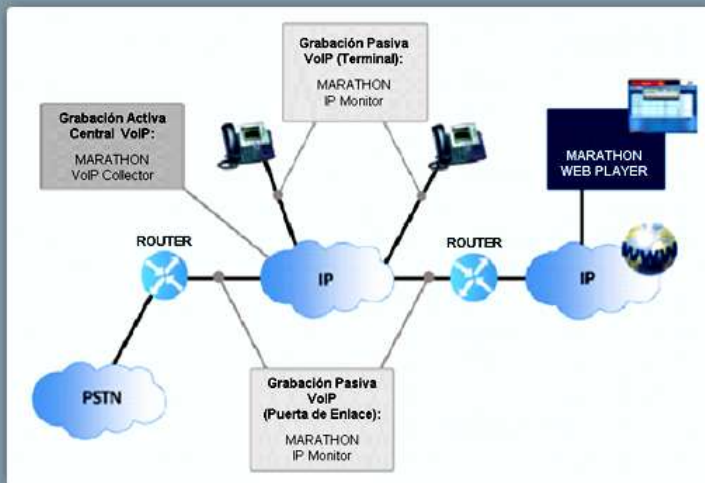 Grabación Pasiva
VoIP (Terminal):
MARATHON
IP Monitor
Grabación Activa
Central VoIP:
MARATHON
VoIP Collector
MARATHON
WEB PLAYER
ROUTER
IP
ROUTER
IP
WWW
PSTN
Grabación Pasiva
VoIP
(Puerta de Enlace):
MARATHON
IP Monitor